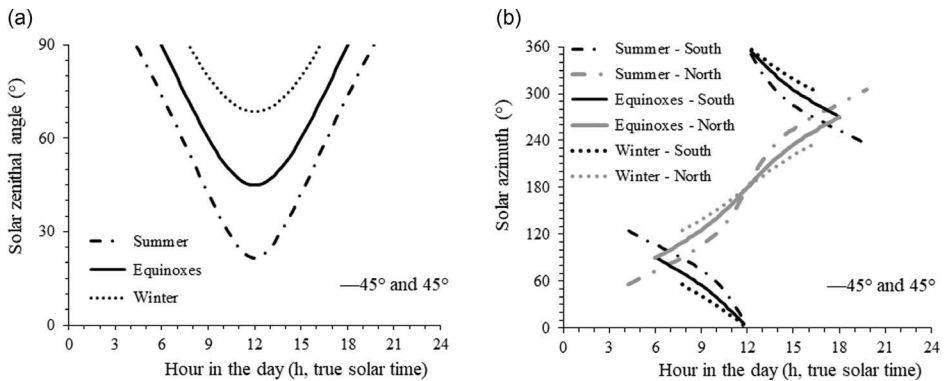 (a)
90
60
30
0
Solar zenithal angle (°)
Summer
Equinoxes
Winter
—45° and 45°
0 3 6 9 12 15 18 21 24
Hour in the day (h, true solar time)
(b)
360
300
240
180
120
60
0
Solar azimuth (°)
Summer - South
Summer - North
Equinoxes - South
Equinoxes - North
Winter - South
Winter - North
—45° and 45°
0 3 6 9 12 15 18 21 24
Hour in the day (h, true solar time)